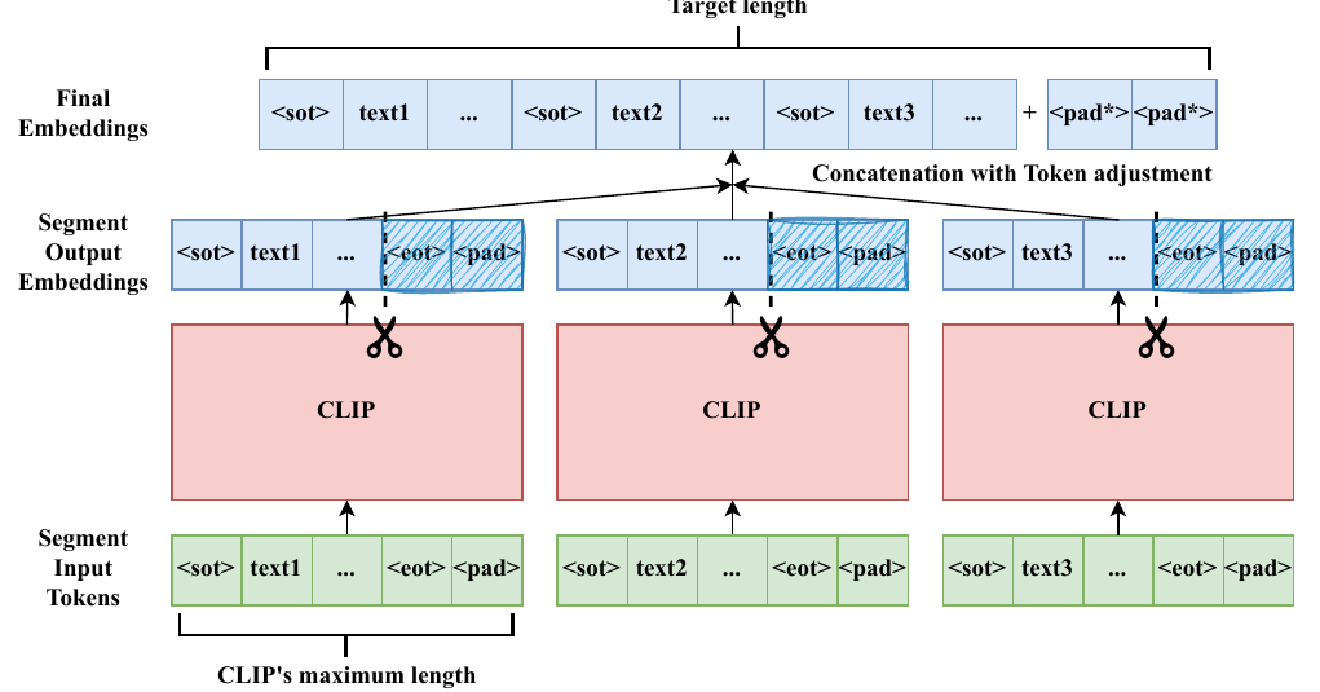 Target length
Final
Embeddings
<sot> text1 ... <sot> text2 ... <sot> text3 ... + <pad*> <pad*>
Concatenation with Token adjustment
Segment
Output
Embeddings
<sot> text1 ... <eot> <pad> <sot> text2 ... <eot> <pad> <sot> text3 ... <eot> <pad>
CLIP CLIP CLIP
Segment
Input
Tokens
<sot> text1 ... <eot> <pad> <sot> text2 ... <eot> <pad> <sot> text3 ... <eot> <pad>
CLIP's maximum length